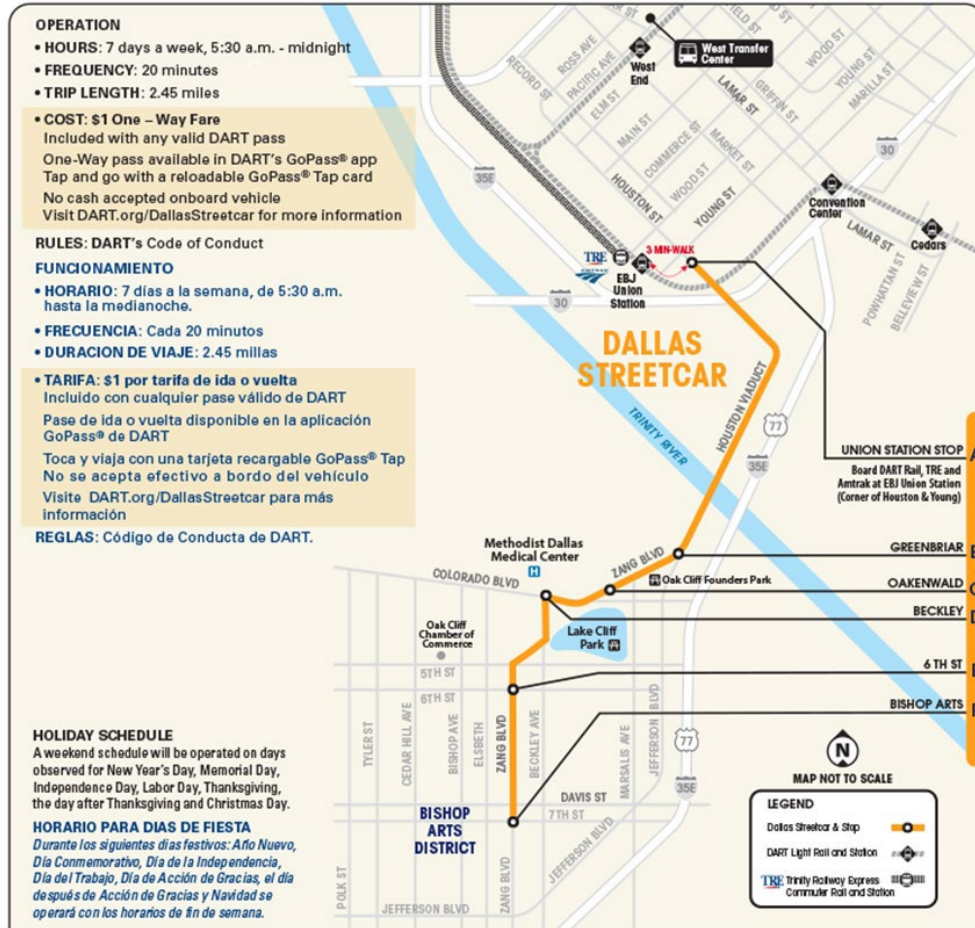 OPERATION
• HOURS: 7 days a week, 5:30 a.m. - midnight
• FREQUENCY: 20 minutes
• TRIP LENGTH: 2.45 miles
• COST: $1 One – Way Fare
Included with any valid DART pass
One-Way pass available in DART's GoPass® app
Tap and go with a reloadable GoPass® Tap card
No cash accepted onboard vehicle
Visit DART.org/DallasStreetcar for more information
RULES: DART's Code of Conduct
FUNCIONAMIENTO
• HORARIO: 7 días a la semana, de 5:30 a.m.
hasta la medianoche.
• FRECUENCIA: Cada 20 minutos
• DURACION DE VIAJE: 2.45 millas
• TARIFA: $1 por tarifa de ida o vuelta
Incluido con cualquier pase válido de DART
Pase de ida o vuelta disponible en la aplicación
GoPass® de DART
Toca y viaja con una tarjeta recargable GoPass® Tap
No se acepta efectivo a bordo del vehículo
Visite DART.org/DallasStreetcar para más
información
REGLAS: Código de Conducta de DART.
HOLIDAY SCHEDULE
A weekend schedule will be operated on days
observed for New Year's Day, Memorial Day,
Independence Day, Labor Day, Thanksgiving,
the day after Thanksgiving and Christmas Day.
HORARIO PARA DIAS DE FIESTA
Durante los siguientes días festivos: Año Nuevo,
Día Conmemorativo, Día de la Independencia,
Día del Trabajo, Día de Acción de Gracias, el día
después de Acción de Gracias y Navidad se
operará con los horarios de fin de semana.
West Transfer
Center
West
End
ROSS AVE
PACIFIC AVE
ELM ST
RECORD ST
MAIN ST
COMMERCE ST
WOOD ST
YOUNG ST
HOUSTON ST
MARKET ST
LAMAR ST
GRIFFIN ST
WOOD ST
YOUNG ST
MARILLA ST
35E
30
Convention
Center
LAMAR ST
Cedars
POWHATTAN ST
BELLEVIEW ST
3 MIN-WALK
TRE
AMTRAK
EBJ
Union
Station
30
DALLAS
STREETCAR
TRINITY RIVER
HOUSTON VIADUCT
77
35E
UNION STATION STOP
A
Board DART Rail, TRE and
Amtrak at EBJ Union Station
(Corner of Houston & Young)
GREENBRIAR
OAKENWALD
BECKLEY
6 TH ST
BISHOP ARTS
Methodist Dallas
Medical Center
H
ZANG BLVD
Oak Cliff Founders Park
COLORADO BLVD
Oak Cliff
Chamber of
Commerce
Lake Cliff
Park
5TH ST
6TH ST
TYLER ST
CEDAR HILL AVE
BISHOP AVE
ELSBETH
ZANG BLVD
BECKLEY AVE
MARSALIS AVE
JEFFERSON BLVD
77
35E
DAVIS ST
7TH ST
BISHOP
ARTS
DISTRICT
POLK ST
ZANG BLVD
JEFFERSON BLVD
JEFFERSON BLVD
N
MAP NOT TO SCALE
LEGEND
Dallas Streetcar & Stop
DART Light Rail and Station
TRE Trinity Railway Express
Commuter Rail and Station